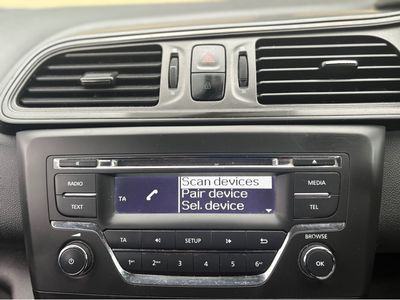 Scan devices
RADIO
Pair device
MEDIA
TA
Sel. device
TEXT
TEL
TA
SETUP
BROWSE
1
2
3
4
5
6
OK